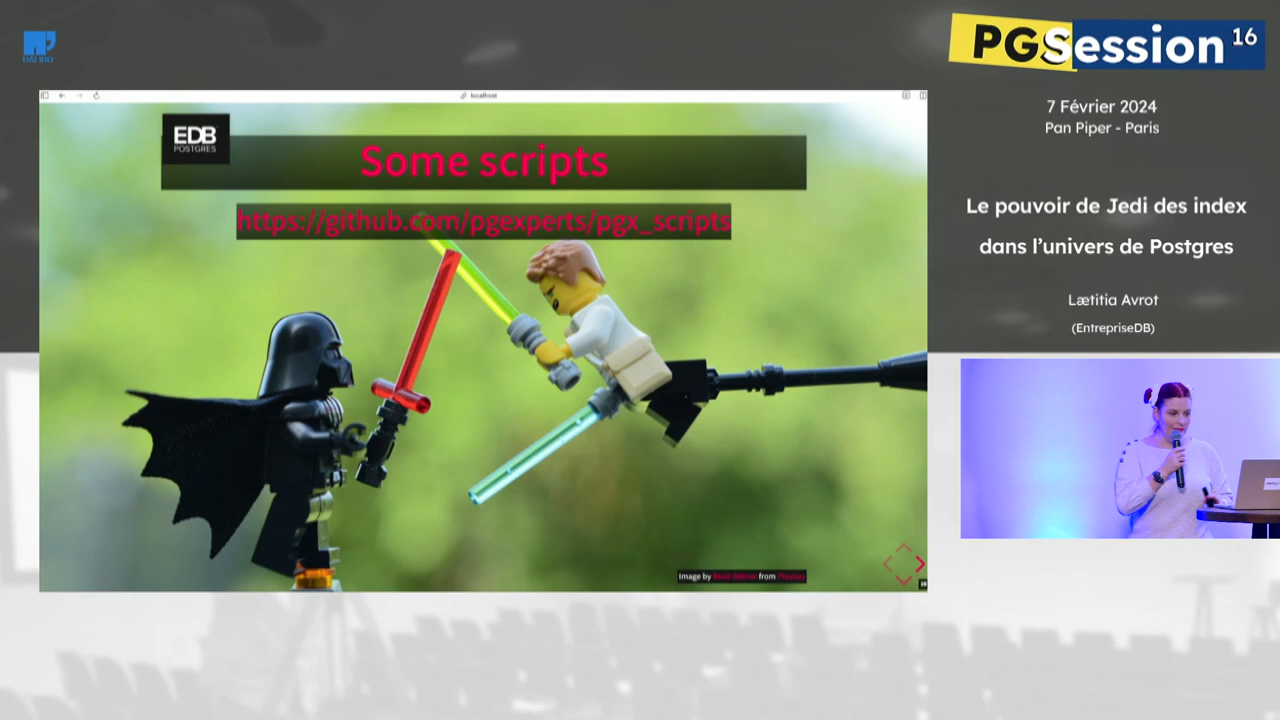 PGSession 16
7 Février 2024
Pan Piper - Paris
Le pouvoir de Jedi des index
dans l'univers de Postgres
Lætitia Avrot
(EntrepriseDB)
localhost
EDB
POSTGRES
Some scripts
https://github.com/pgexperts/pgx_scripts
Image by
from Pixabay